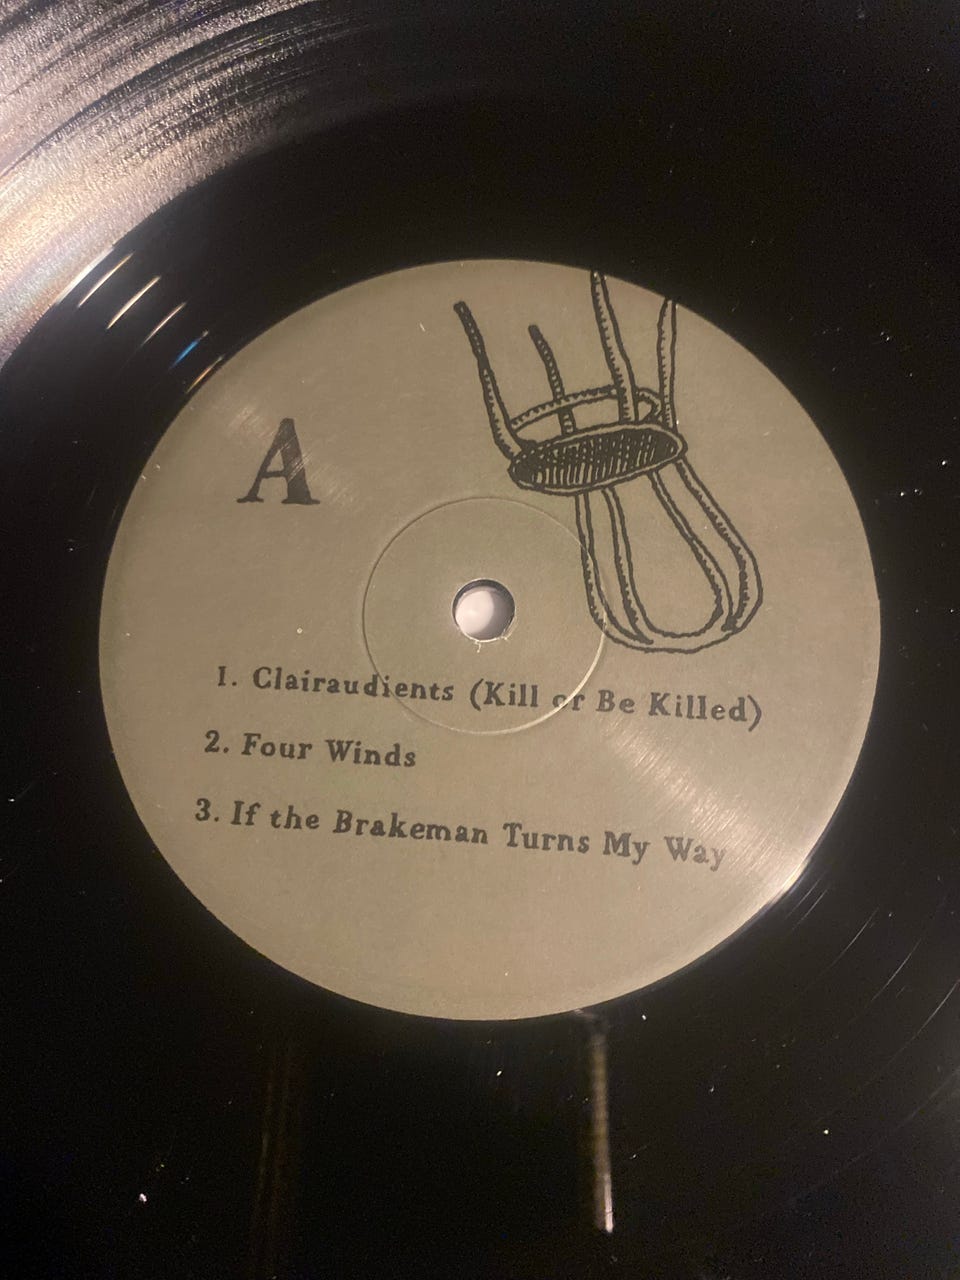 A
1. Clairaudients (Kill or Be Killed)
2. Four Winds
3. If the Brakeman Turns My Way